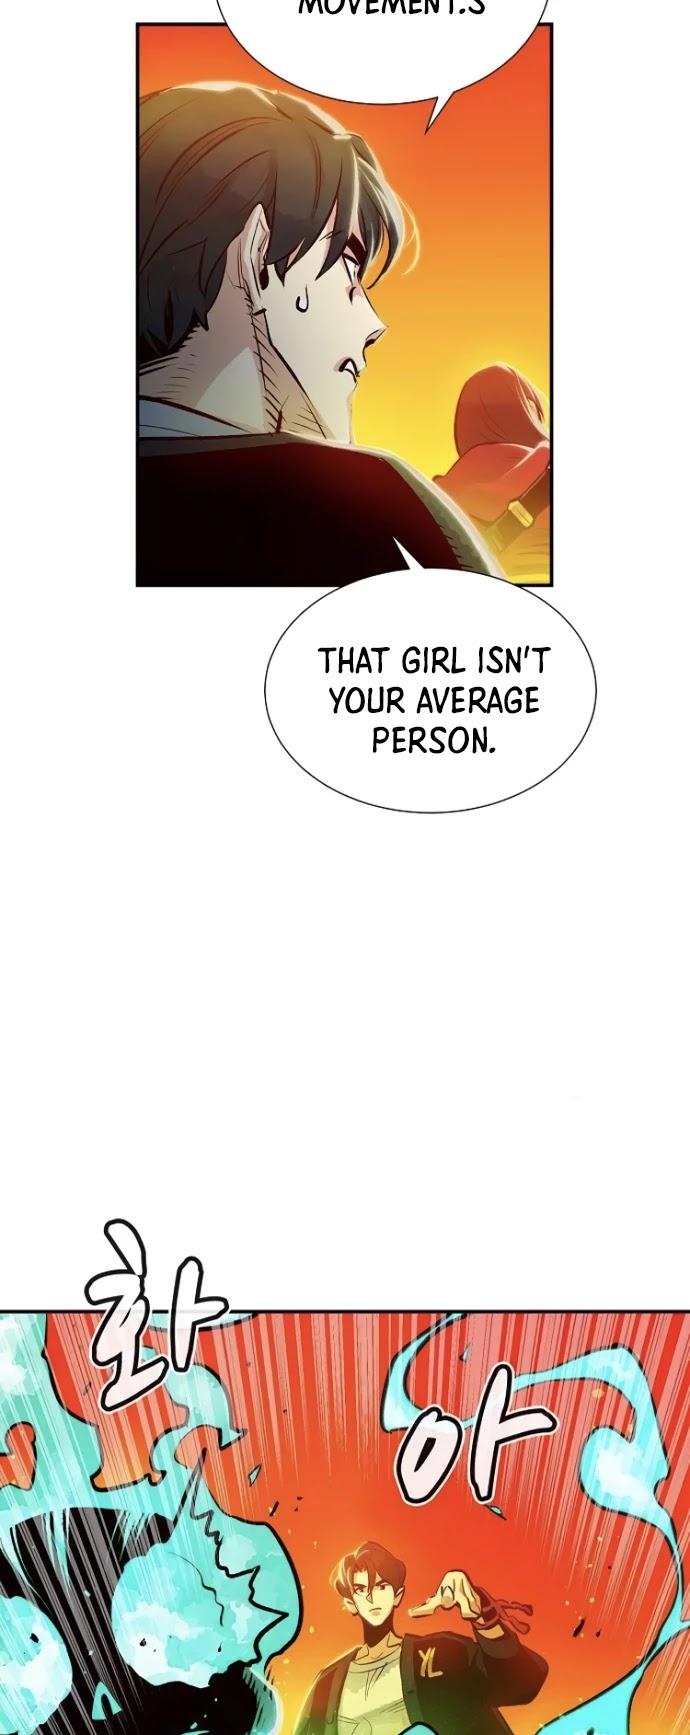 MOVEMENT.S
THAT GIRL ISN'T
YOUR AVERAGE
PERSON.
화
아
YL